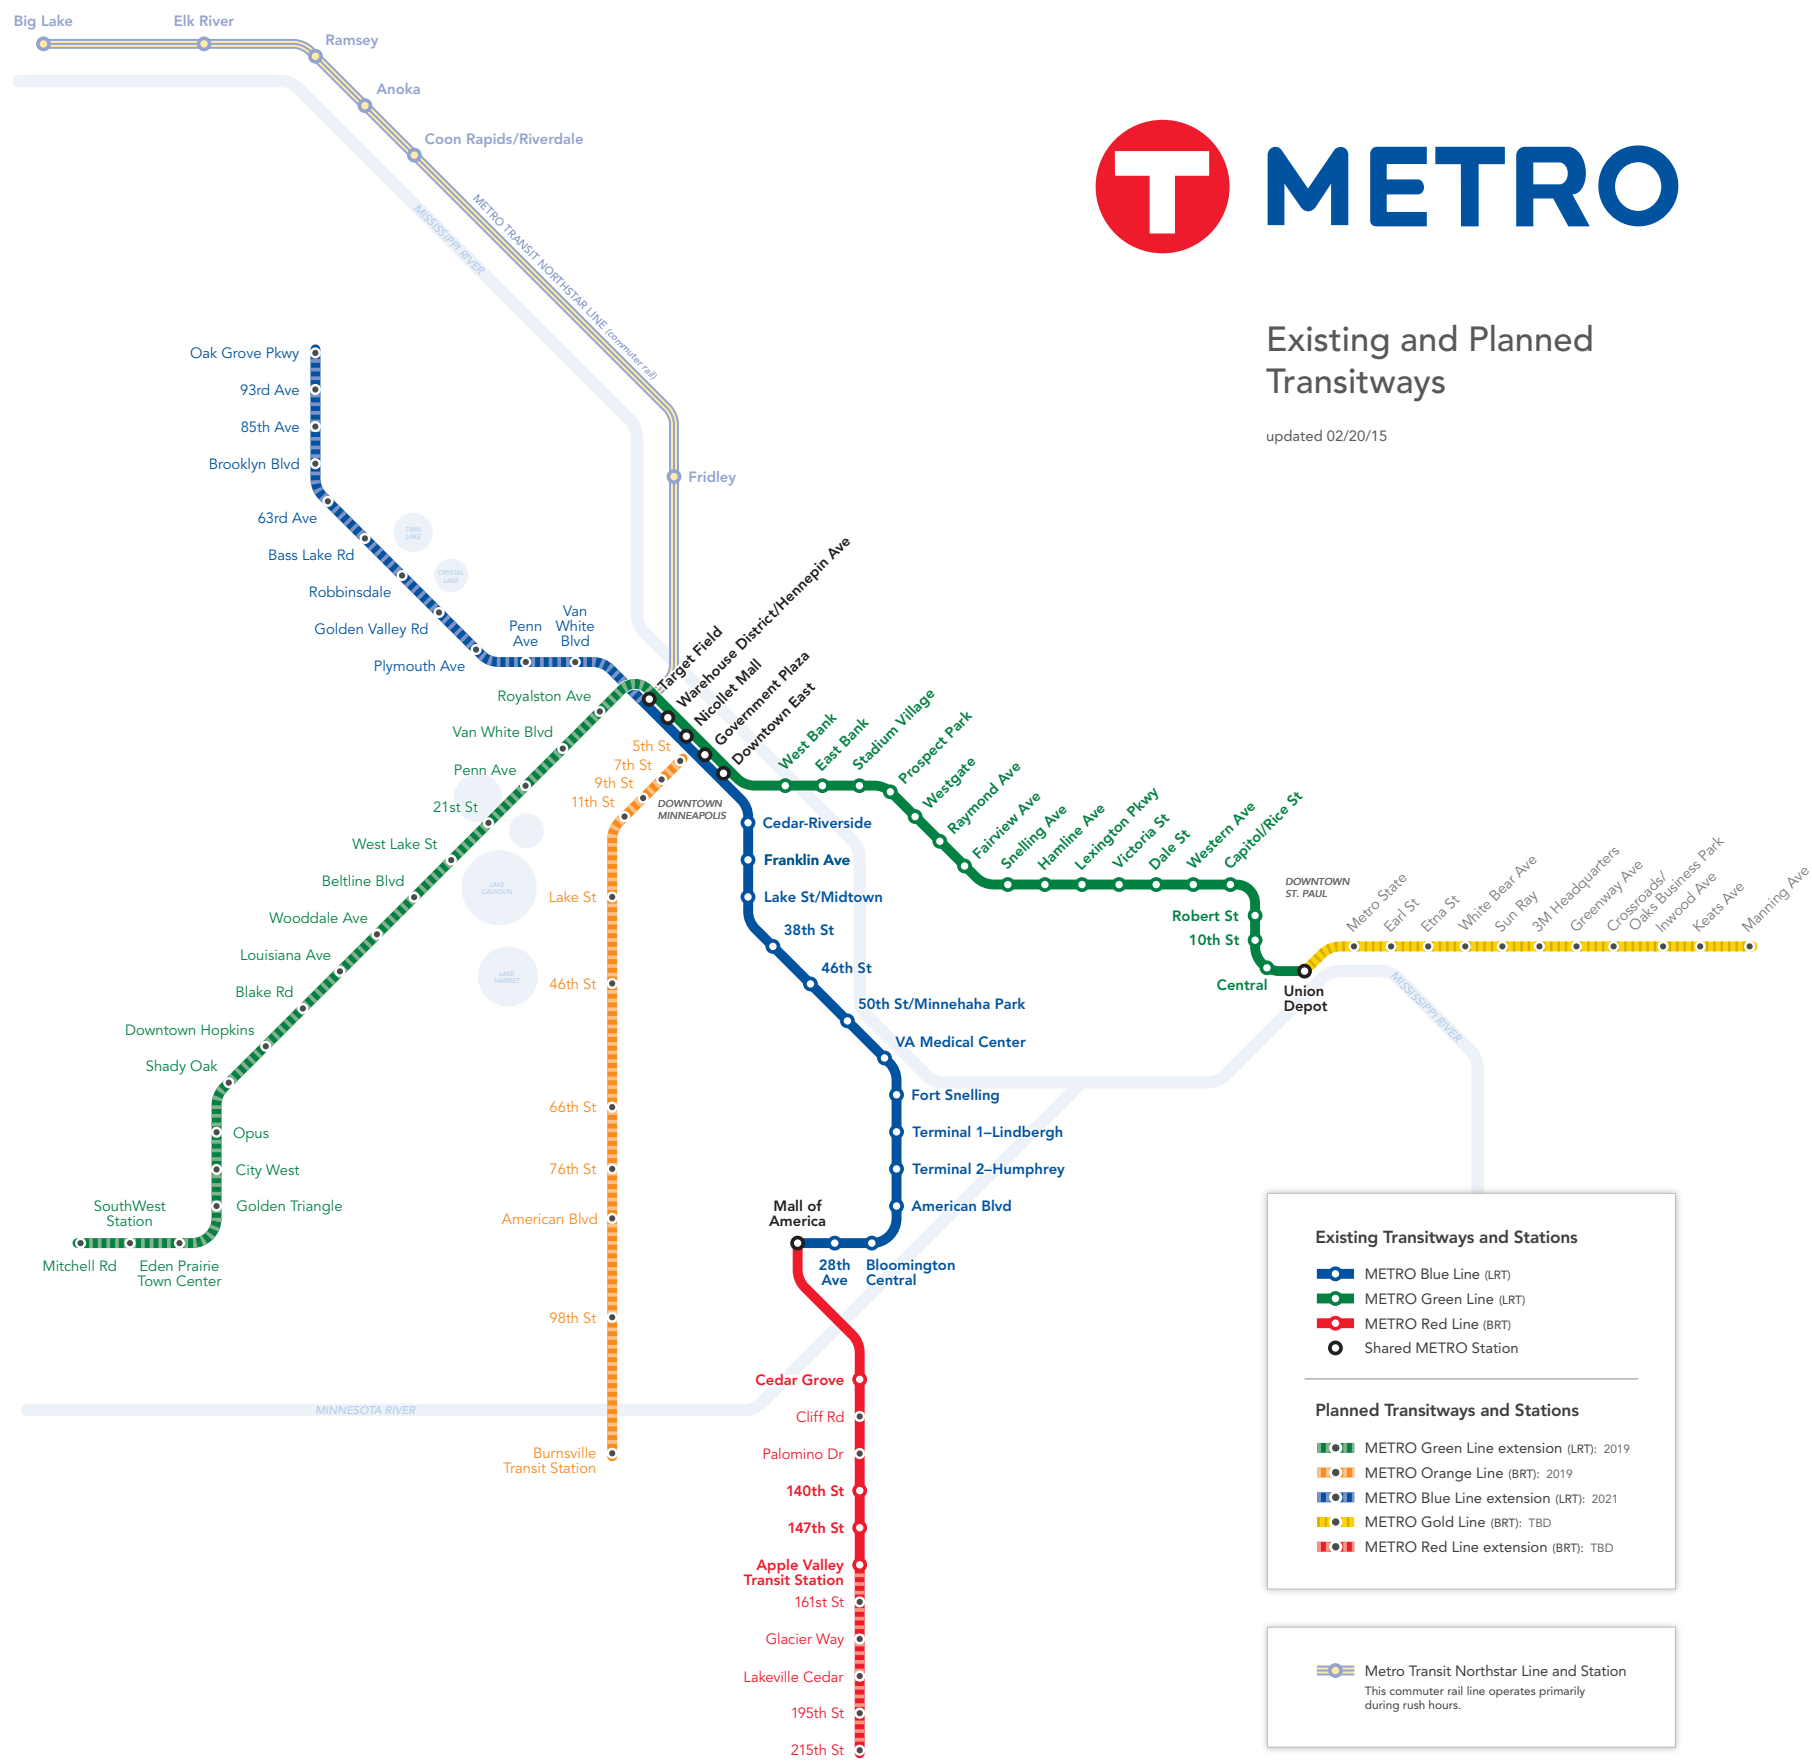 Big Lake
Elk River
Ramsey
Anoka
Coon Rapids/Riverdale
METRO TRANSIT NORTHSTAR LINE (commuter rail)
MISSISSIPPI RIVER
Fridley
T METRO
Existing and Planned
Transitways
updated 02/20/15
Oak Grove Pkwy
93rd Ave
85th Ave
Brooklyn Blvd
63rd Ave
Bass Lake Rd
Robbinsdale
Golden Valley Rd
Plymouth Ave
Penn
Ave
Van
White
Blvd
TWIN
LAKE
CRYSTAL
LAKE
Target Field
Warehouse District/Hennepin Ave
Nicollet Mall
Government Plaza
Downtown East
Royalston Ave
Van White Blvd
Penn Ave
21st St
West Lake St
Beltline Blvd
Wooddale Ave
Louisiana Ave
Blake Rd
Downtown Hopkins
Shady Oak
Opus
City West
Golden Triangle
SouthWest
Station
Mitchell Rd
Eden Prairie
Town Center
LAKE
CALHOUN
LAKE
HARRIET
5th St
7th St
9th St
11th St
DOWNTOWN
MINNEAPOLIS
Lake St
46th St
66th St
76th St
American Blvd
98th St
Burnsville
Transit Station
MINNESOTA RIVER
West Bank
East Bank
Stadium Village
Prospect Park
Westgate
Raymond Ave
Fairview Ave
Snelling Ave
Hamline Ave
Lexington Pkwy
Victoria St
Dale St
Western Ave
Capitol/Rice St
Robert St
10th St
Central
Union
Depot
DOWNTOWN
ST. PAUL
Metro State
Earl St
Etna St
White Bear Ave
Sun Ray
3M Headquarters
Greenway Ave
Crossroads/
Oaks Business Park
Inwood Ave
Keats Ave
Manning Ave
MISSISSIPPI RIVER
Cedar-Riverside
Franklin Ave
Lake St/Midtown
38th St
46th St
50th St/Minnehaha Park
VA Medical Center
Fort Snelling
Terminal 1–Lindbergh
Terminal 2–Humphrey
American Blvd
Bloomington
Central
28th
Ave
Mall of
America
Cedar Grove
Cliff Rd
Palomino Dr
140th St
147th St
Apple Valley
Transit Station
161st St
Glacier Way
Lakeville Cedar
195th St
215th St
Existing Transitways and Stations
METRO Blue Line (LRT)
METRO Green Line (LRT)
METRO Red Line (BRT)
Shared METRO Station
Planned Transitways and Stations
METRO Green Line extension (LRT): 2019
METRO Orange Line (BRT): 2019
METRO Blue Line extension (LRT): 2021
METRO Gold Line (BRT): TBD
METRO Red Line extension (BRT): TBD
Metro Transit Northstar Line and Station
This commuter rail line operates primarily
during rush hours.